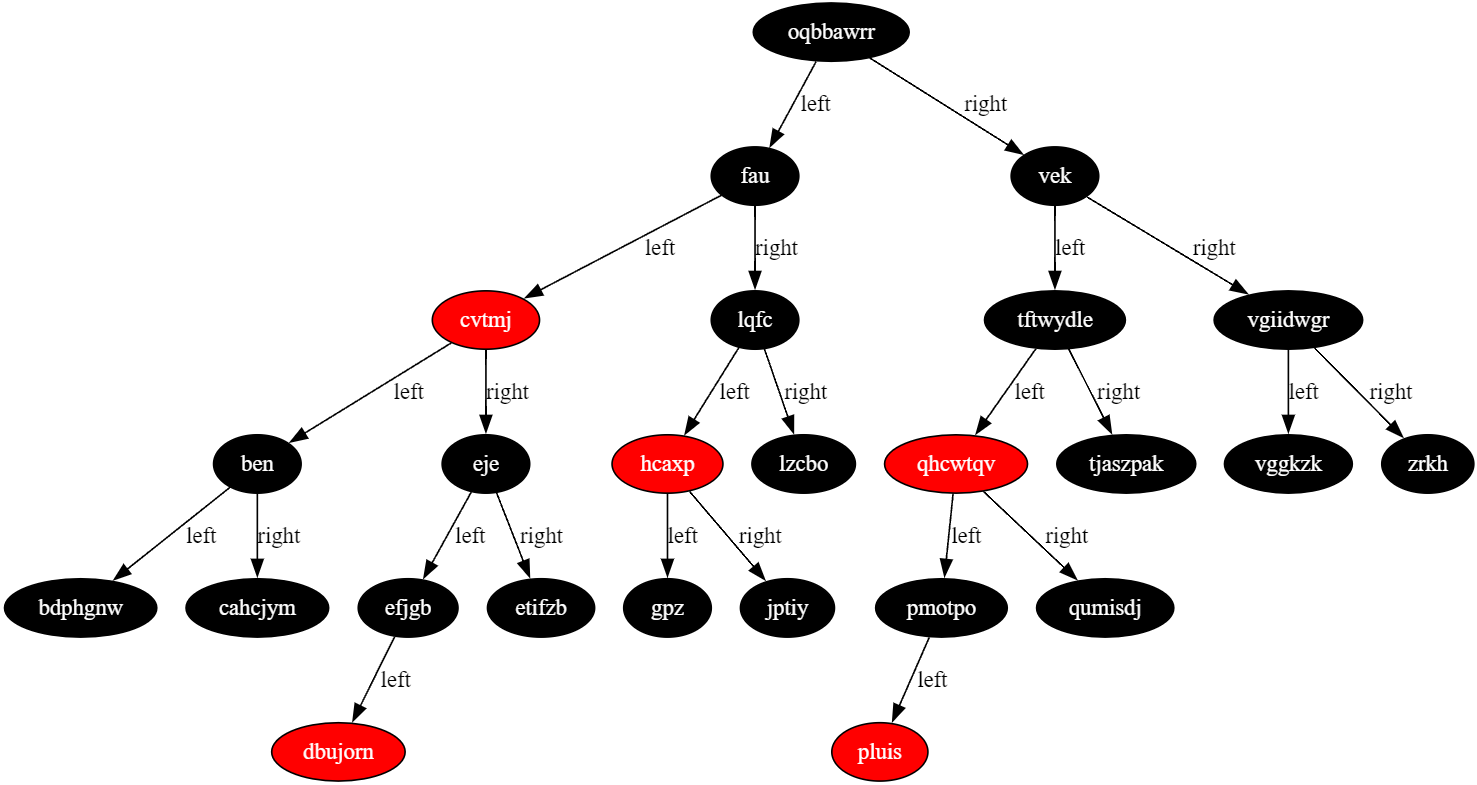 oqbbawrr
left
right
fau
vek
left
right
left
right
cvtmj
lqfc
tftwydle
vgiidwgr
left
right
left
right
left
right
left
right
ben
eje
hcaxp
lzcbo
qhcwtqv
tjaszpak
vggkzk
zrkh
left
right
left
right
left
right
left
right
bdphgnw
cahcjym
efjgb
etifzb
gpz
jptiy
pmotpo
qumisdj
left
left
dbujorn
pluis